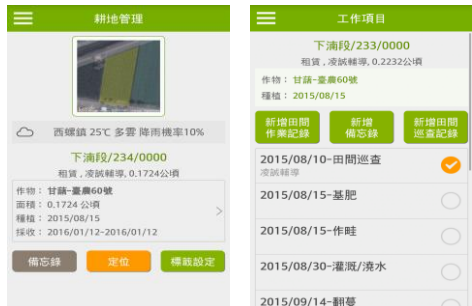 耕地管理
西螺鎮 25℃ 多雲 降雨機率10%
下湳段/234/0000
租賃,凌誠輔導,0.1724公頃
作物: 甘藷-臺農60號
面積: 0.1724 公頃
種植: 2015/08/15
採收: 2016/01/12~2016/01/12
備忘錄
定位
標籤設定
工作項目
下湳段/233/0000
租賃,凌誠輔導,0.2232公頃
作物: 甘藷-臺農60號
種植: 2015/08/15
新增田間
作業記錄
新增
備忘錄
新增田間
巡查記錄
2015/08/10-田間巡查
凌誠輔導
2015/08/15-基肥
2015/08/15-作畦
2015/08/30-灌溉/澆水
2015/09/14-翻蔓